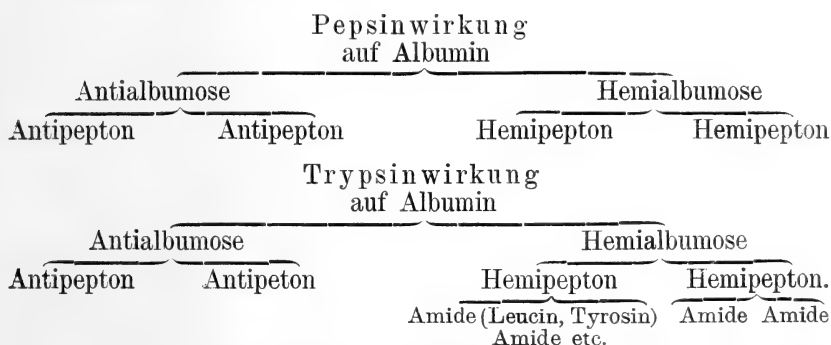 Pepsinwirkung
auf Albumin
Antialbumose Hemialbumose
Antipepton Antipepton Hemipepton Hemipepton
Trypsinwirkung
auf Albumin
Antialbumose Hemialbumose
Antipepton Antipeton Hemipepton Hemipepton.
Amide (Leucin, Tyrosin) Amide Amide
Amide etc.